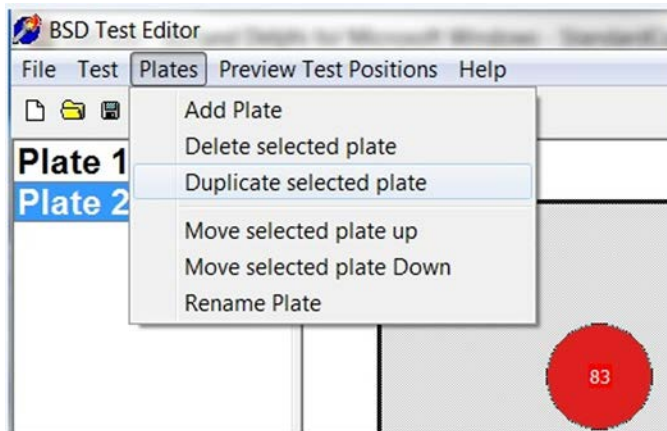 BSD Test Editor
File Test Plates Preview Test Positions Help
Add Plate
Plate 1
Delete selected plate
Duplicate selected plate
Plate 2
Move selected plate up
Move selected plate Down
Rename Plate
83